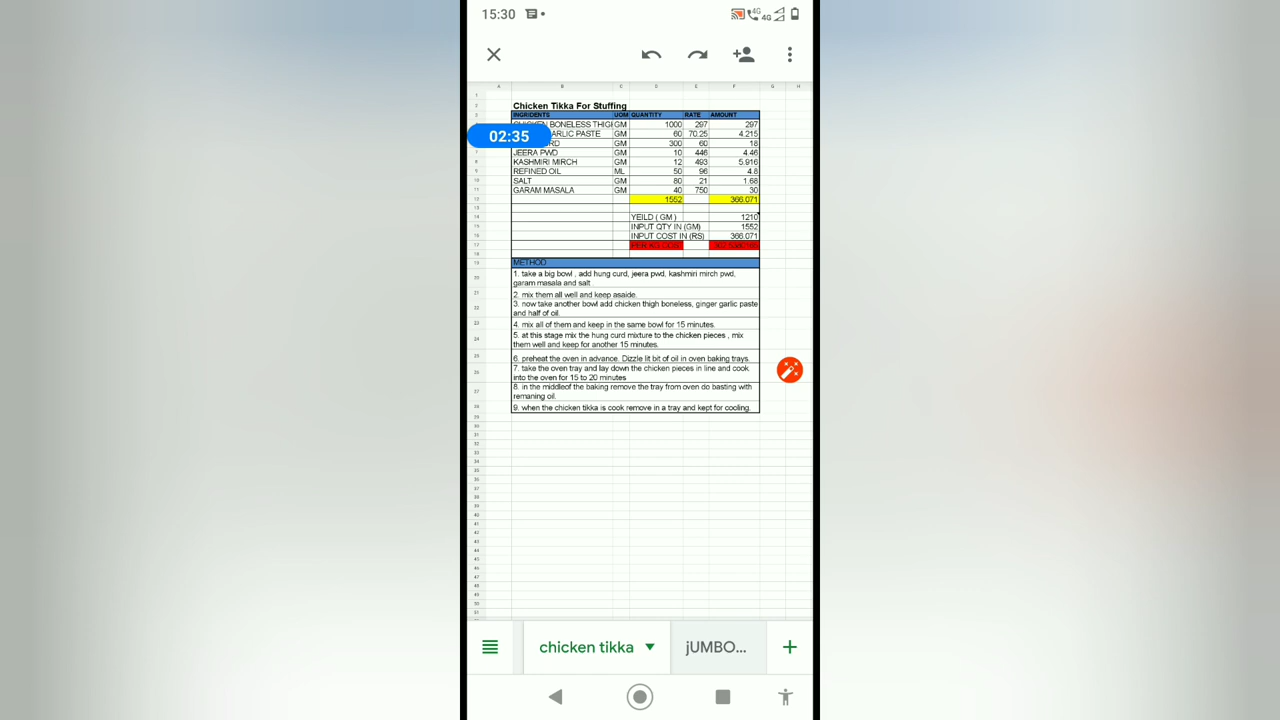 15:30
4G
4G
A B C D E F G H
Chicken Tikka For Stuffing
INGRIDENTS UOM QUANTITY RATE AMOUNT
CHICKEN BONELESS THIG GM 1000 297 297
02:35
ARLIC PASTE GM 60 70.25 4.215
RD GM 300 60 18
JEERA PWD GM 10 446 4.46
KASHMIRI MIRCH GM 12 493 5.916
REFINED OIL ML 50 96 4.8
SALT GM 80 21 1.68
GARAM MASALA GM 40 750 30
1552 366.071
YEILD ( GM ) 1210
INPUT QTY IN (GM) 1552
INPUT COST IN (RS) 366.071
PER KG COST
METHOD
1. take a big bowl , add hung curd, jeera pwd, kashmiri mirch pwd,
garam masala and salt
2. mix them all well and keep asaide.
3. now take another bowl add chicken thigh boneless, ginger garlic paste
and half of oil.
4. mix all of them and keep in the same bowl for 15 minutes.
5. at this stage mix the hung curd mixture to the chicken pieces , mix
them well and keep for another 15 minutes.
6. preheat the oven in advance. Dizzle lit bit of oil in oven baking trays.
7. take the oven tray and lay down the chicken pieces in line and cook
into the oven for 15 to 20 minutes
8. in the middleof the baking remove the tray from oven do basting with
remaning oil.
9. when the chicken tikka is cook remove in a tray and kept for cooling.
chicken tikka
jUMBO...